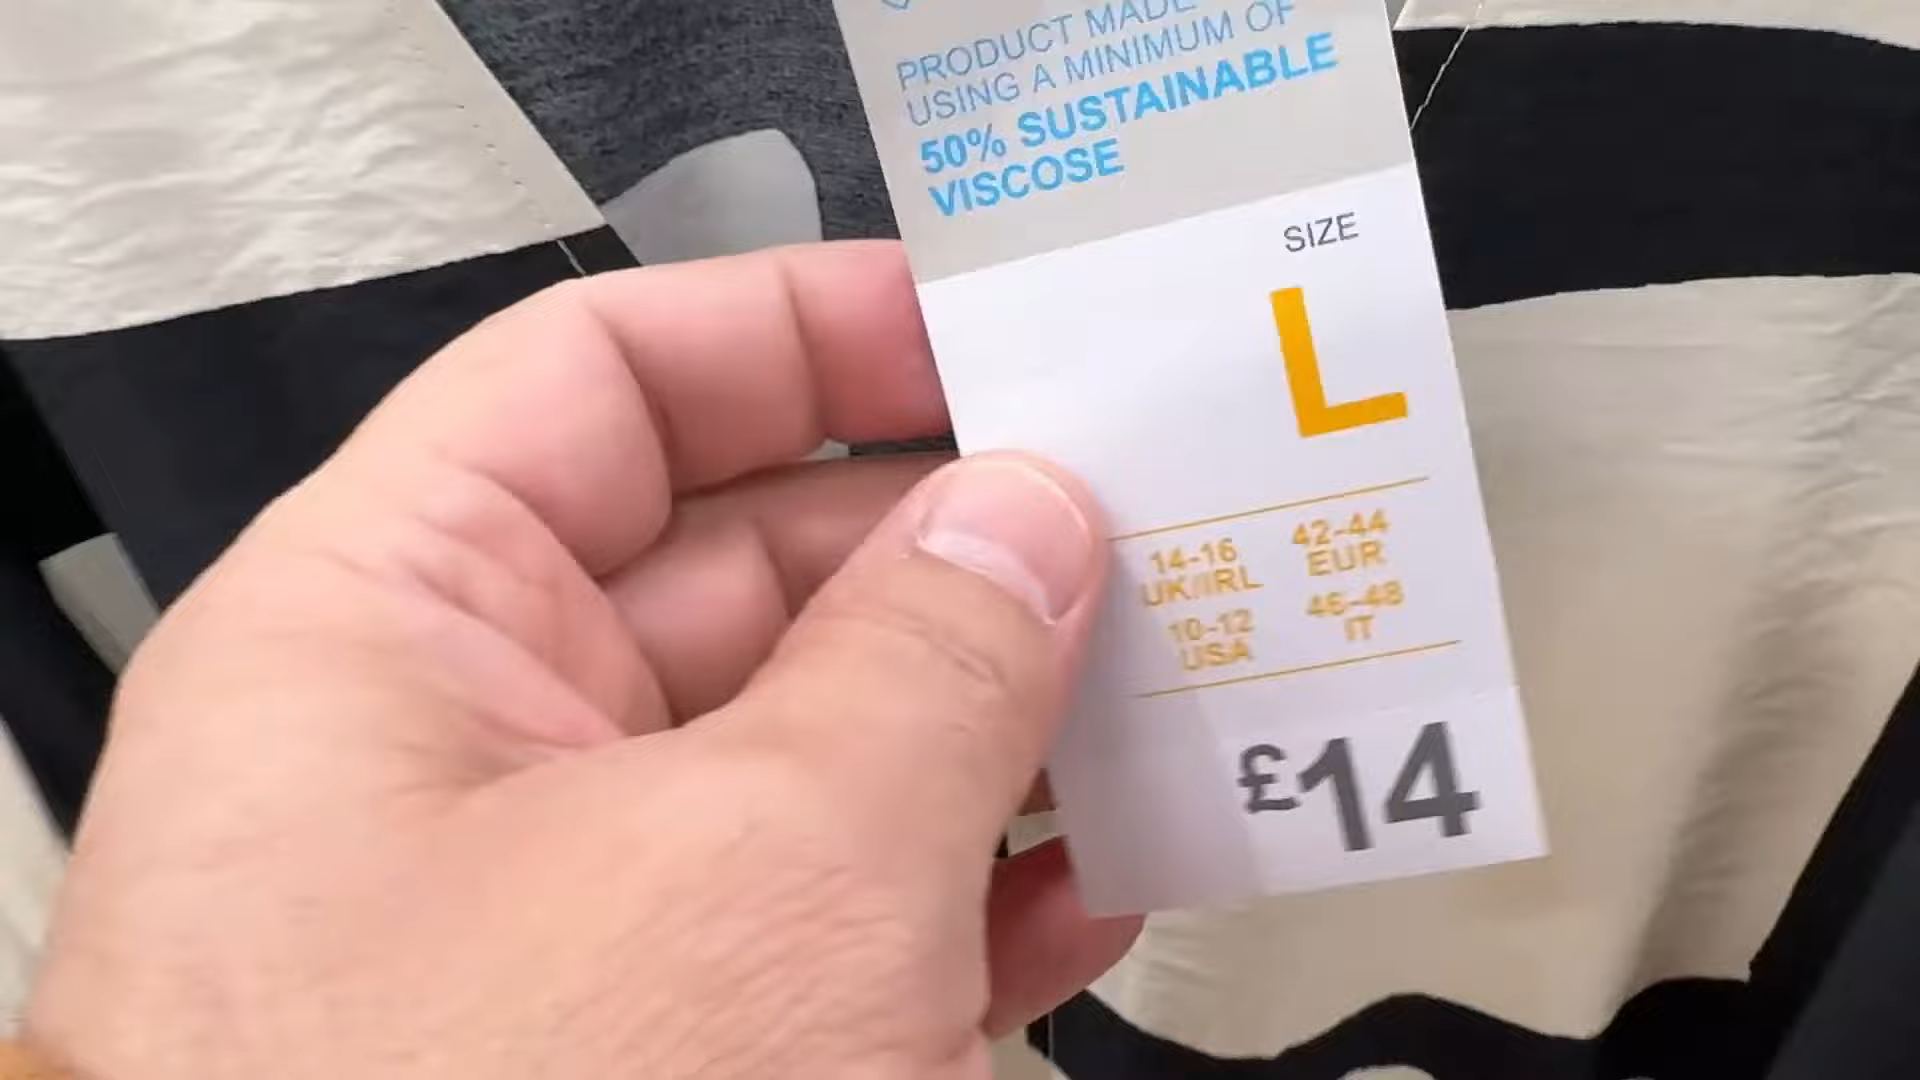 PRODUCT MADE
USING A MINIMUM OF
50% SUSTAINABLE
VISCOSE
SIZE
L
14-16 42-44
UK/IRL EUR
10-12 46-48
USA IT
£14